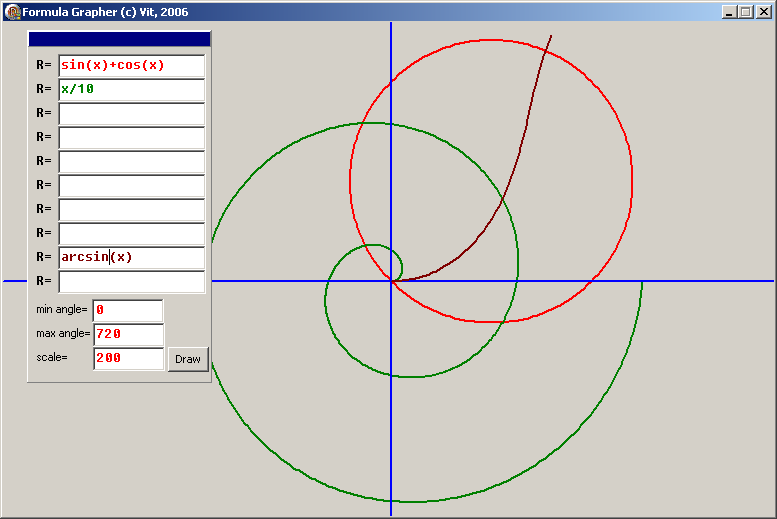 Formula Grapher (c) Vit, 2006
R= sin(x)+cos(x)
R= x/10
R=
R=
R=
R=
R=
R=
R= arcsin(x)
R=
min angle= 0
max angle= 720
scale= 200 Draw